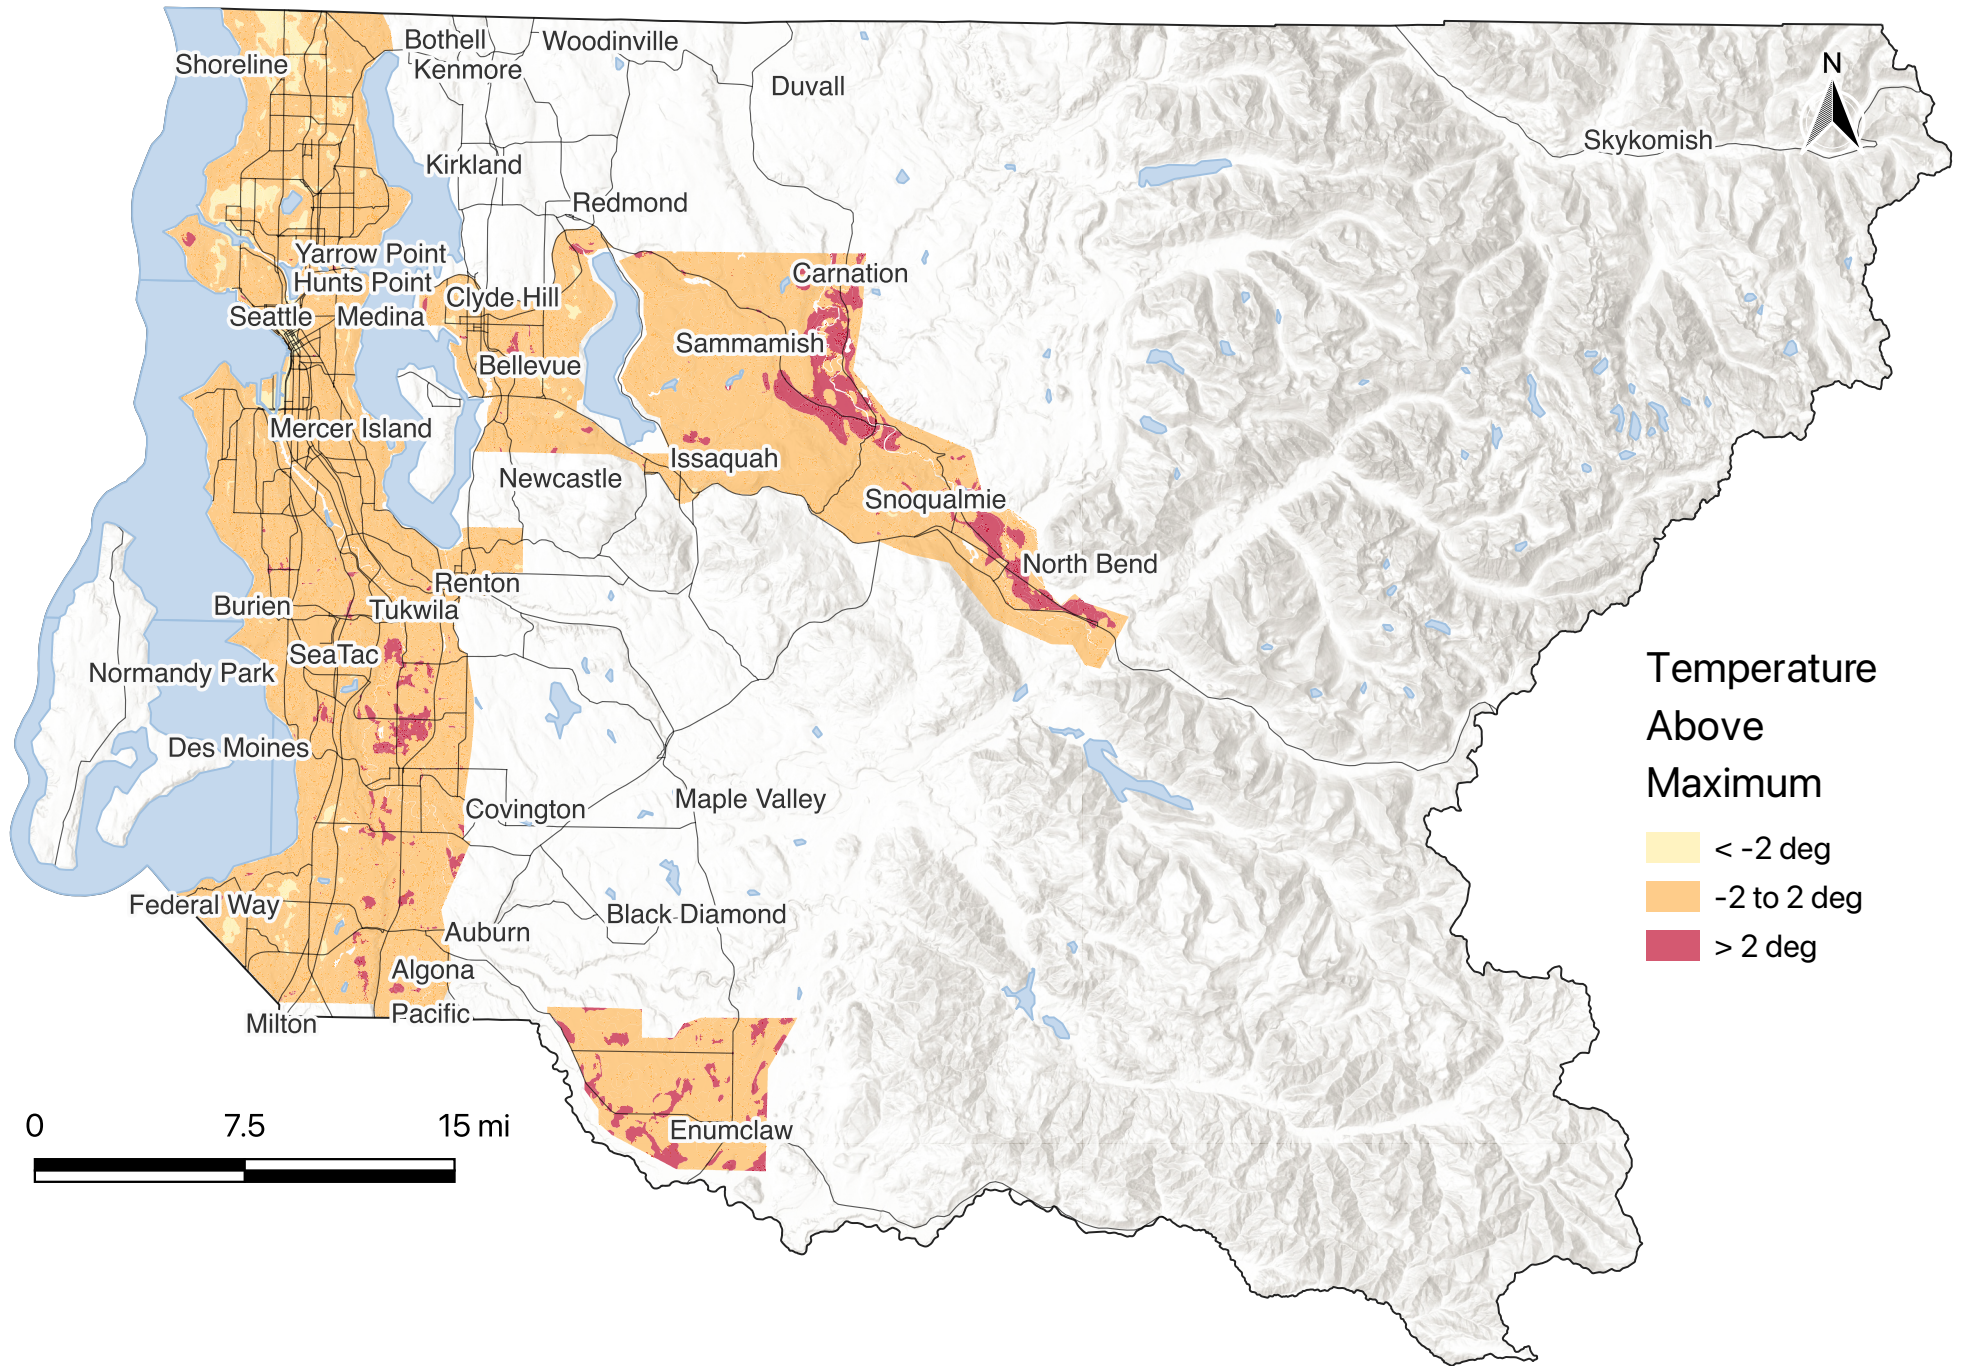 Bothell
Woodinville
Shoreline
Kenmore
Duvall
N
Skykomish
Kirkland
Redmond
Yarrow Point
Carnation
Hunts Point
Clyde Hill
Seattle
Medina
Sammamish
Bellevue
Mercer Island
Issaquah
Newcastle
Snoqualmie
North Bend
Renton
Burien
Tukwila
SeaTac
Normandy Park
Des Moines
Covington
Maple Valley
Federal Way
Black Diamond
Auburn
Algona
Pacific
Milton
Enumclaw
Temperature
Above
Maximum
< -2 deg
-2 to 2 deg
> 2 deg
0 7.5 15 mi